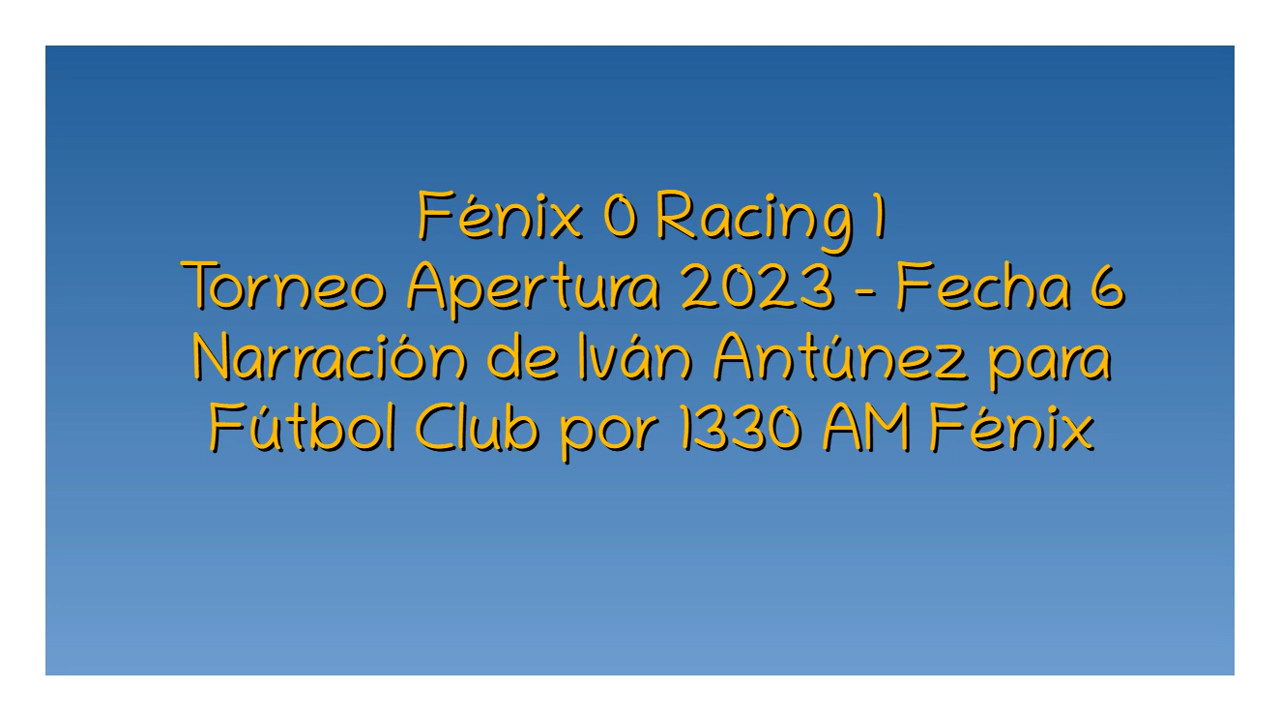 Fénix 0 Racing 1
Torneo Apertura 2023 - Fecha 6
Narración de Iván Antúnez para
Fútbol Club por 1330 AM Fénix